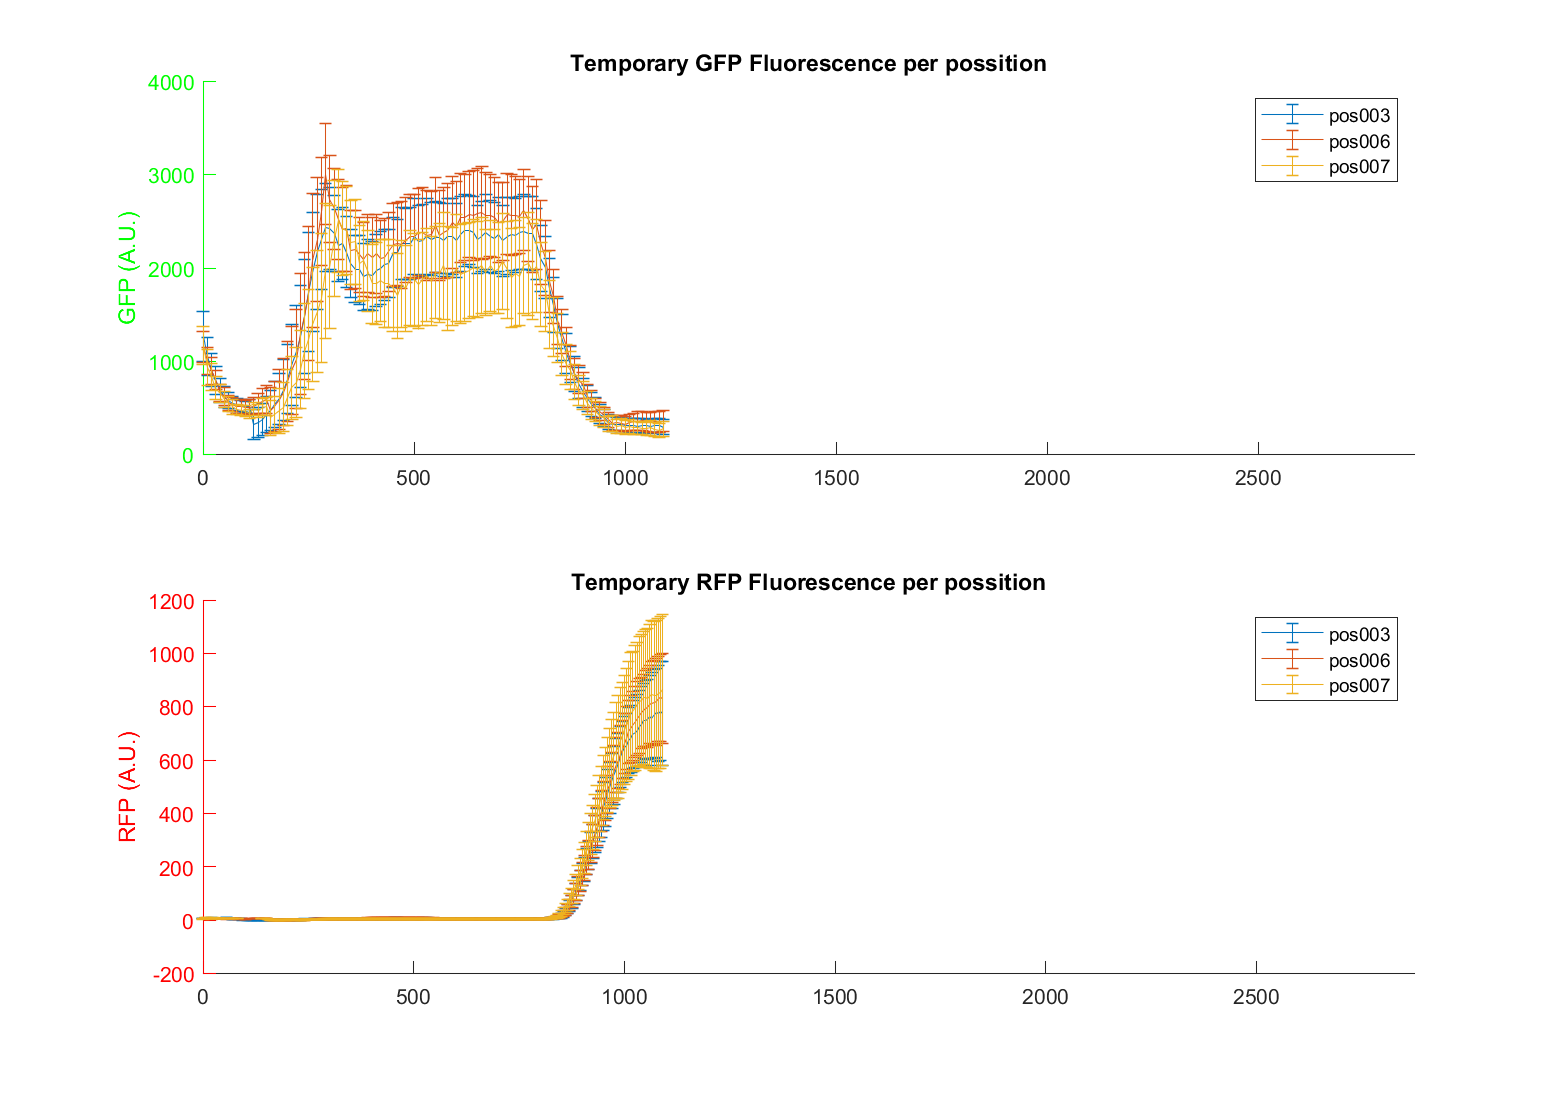 Temporary GFP Fluorescence per possition
GFP (A.U.)
4000
3000
2000
1000
0
0 500 1000 1500 2000 2500
pos003
pos006
pos007
Temporary RFP Fluorescence per possition
RFP (A.U.)
1200
1000
800
600
400
200
0
-200
0 500 1000 1500 2000 2500
pos003
pos006
pos007